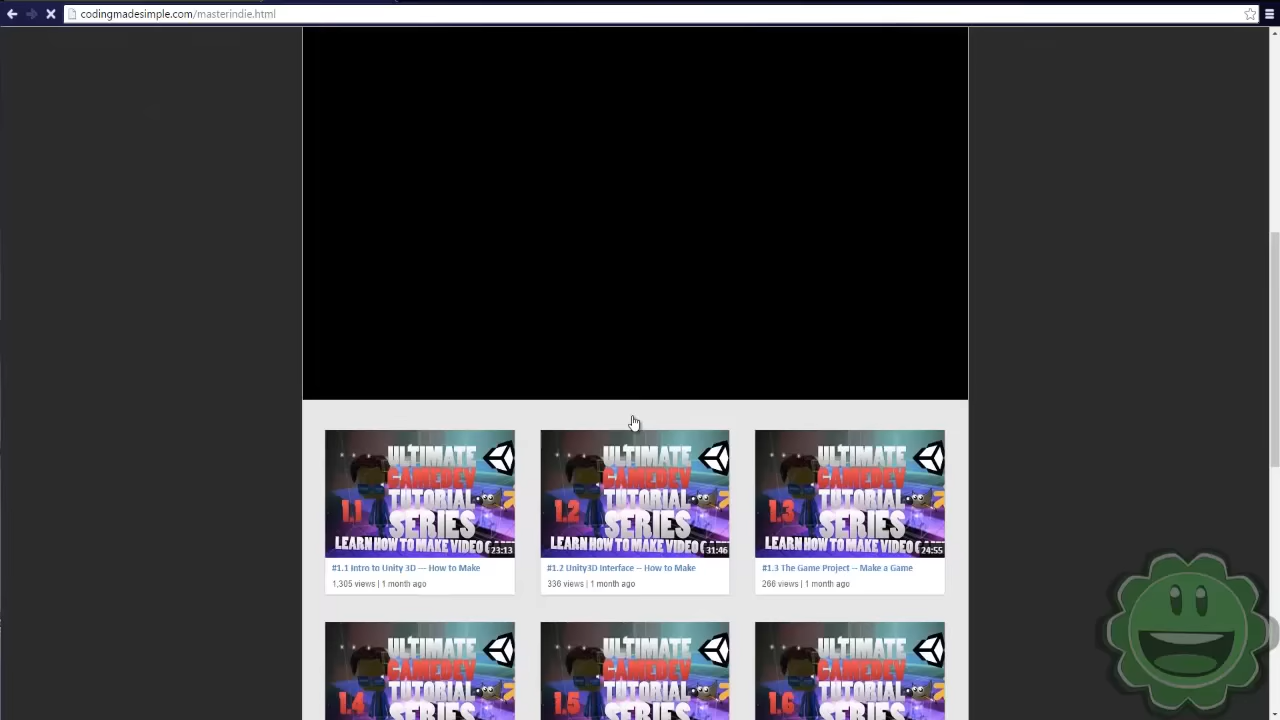 codingmadesimple.com/masterindie.html
ULTIMATE
GAMEDEV
TUTORIAL
1.1 SERIES
LEARN HOW TO MAKE VIDEO
23:13
ULTIMATE
GAMEDEV
TUTORIAL
1.2 SERIES
LEARN HOW TO MAKE VIDEO
31:46
ULTIMATE
GAMEDEV
TUTORIAL
1.3 SERIES
LEARN HOW TO MAKE VIDEO
24:55
#1.1 Intro to Unity 3D -- How to Make
1,305 views | 1 month ago
#1.2 Unity3D Interface -- How to Make
336 views | 1 month ago
#1.3 The Game Project -- Make a Game
266 views | 1 month ago
ULTIMATE
GAMEDEV
TUTORIAL
1.4 SERIES
ULTIMATE
GAMEDEV
TUTORIAL
1.5 SERIES
ULTIMATE
GAMEDEV
TUTORIAL
1.6 SERIES